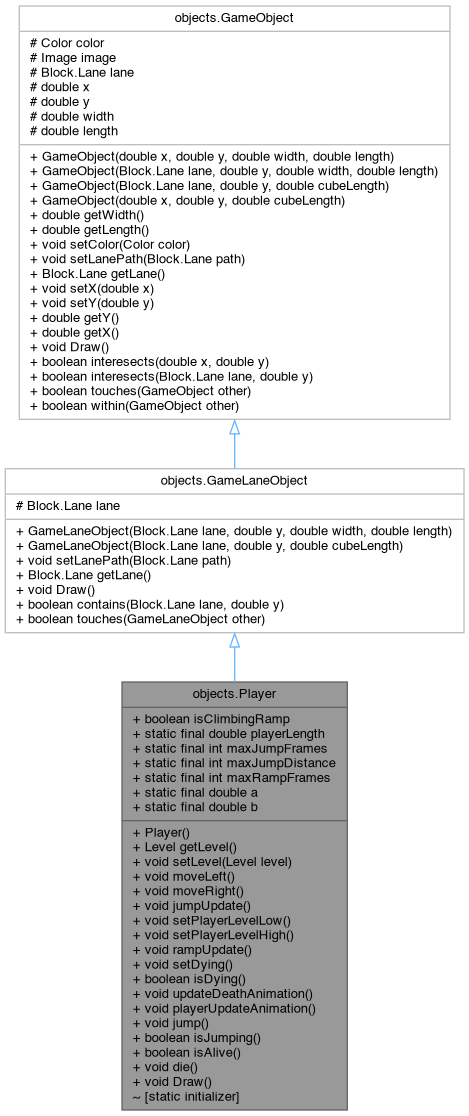 objects.GameObject
# Color color
# Image image
# Block.Lane lane
# double x
# double y
# double width
# double length
+ GameObject(double x, double y, double width, double length)
+ GameObject(Block.Lane lane, double y, double width, double length)
+ GameObject(Block.Lane lane, double y, double cubeLength)
+ GameObject(double x, double y, double cubeLength)
+ double getWidth()
+ double getLength()
+ void setColor(Color color)
+ void setLanePath(Block.Lane path)
+ Block.Lane getLane()
+ void setX(double x)
+ void setY(double y)
+ double getY()
+ double getX()
+ void Draw()
+ boolean interesects(double x, double y)
+ boolean interesects(Block.Lane lane, double y)
+ boolean touches(GameObject other)
+ boolean within(GameObject other)
objects.GameLaneObject
# Block.Lane lane
+ GameLaneObject(Block.Lane lane, double y, double width, double length)
+ GameLaneObject(Block.Lane lane, double y, double cubeLength)
+ void setLanePath(Block.Lane path)
+ Block.Lane getLane()
+ void Draw()
+ boolean contains(Block.Lane lane, double y)
+ boolean touches(GameLaneObject other)
objects.Player
+ boolean isClimbingRamp
+ static final double playerLength
+ static final int maxJumpFrames
+ static final int maxJumpDistance
+ static final int maxRampFrames
+ static final double a
+ static final double b
+ Player()
+ Level getLevel()
+ void setLevel(Level level)
+ void moveLeft()
+ void moveRight()
+ void jumpUpdate()
+ void setPlayerLevelLow()
+ void setPlayerLevelHigh()
+ void rampUpdate()
+ void setDying()
+ boolean isDying()
+ void updateDeathAnimation()
+ void playerUpdateAnimation()
+ void jump()
+ boolean isJumping()
+ boolean isAlive()
+ void die()
+ void Draw()
~ [static initializer]